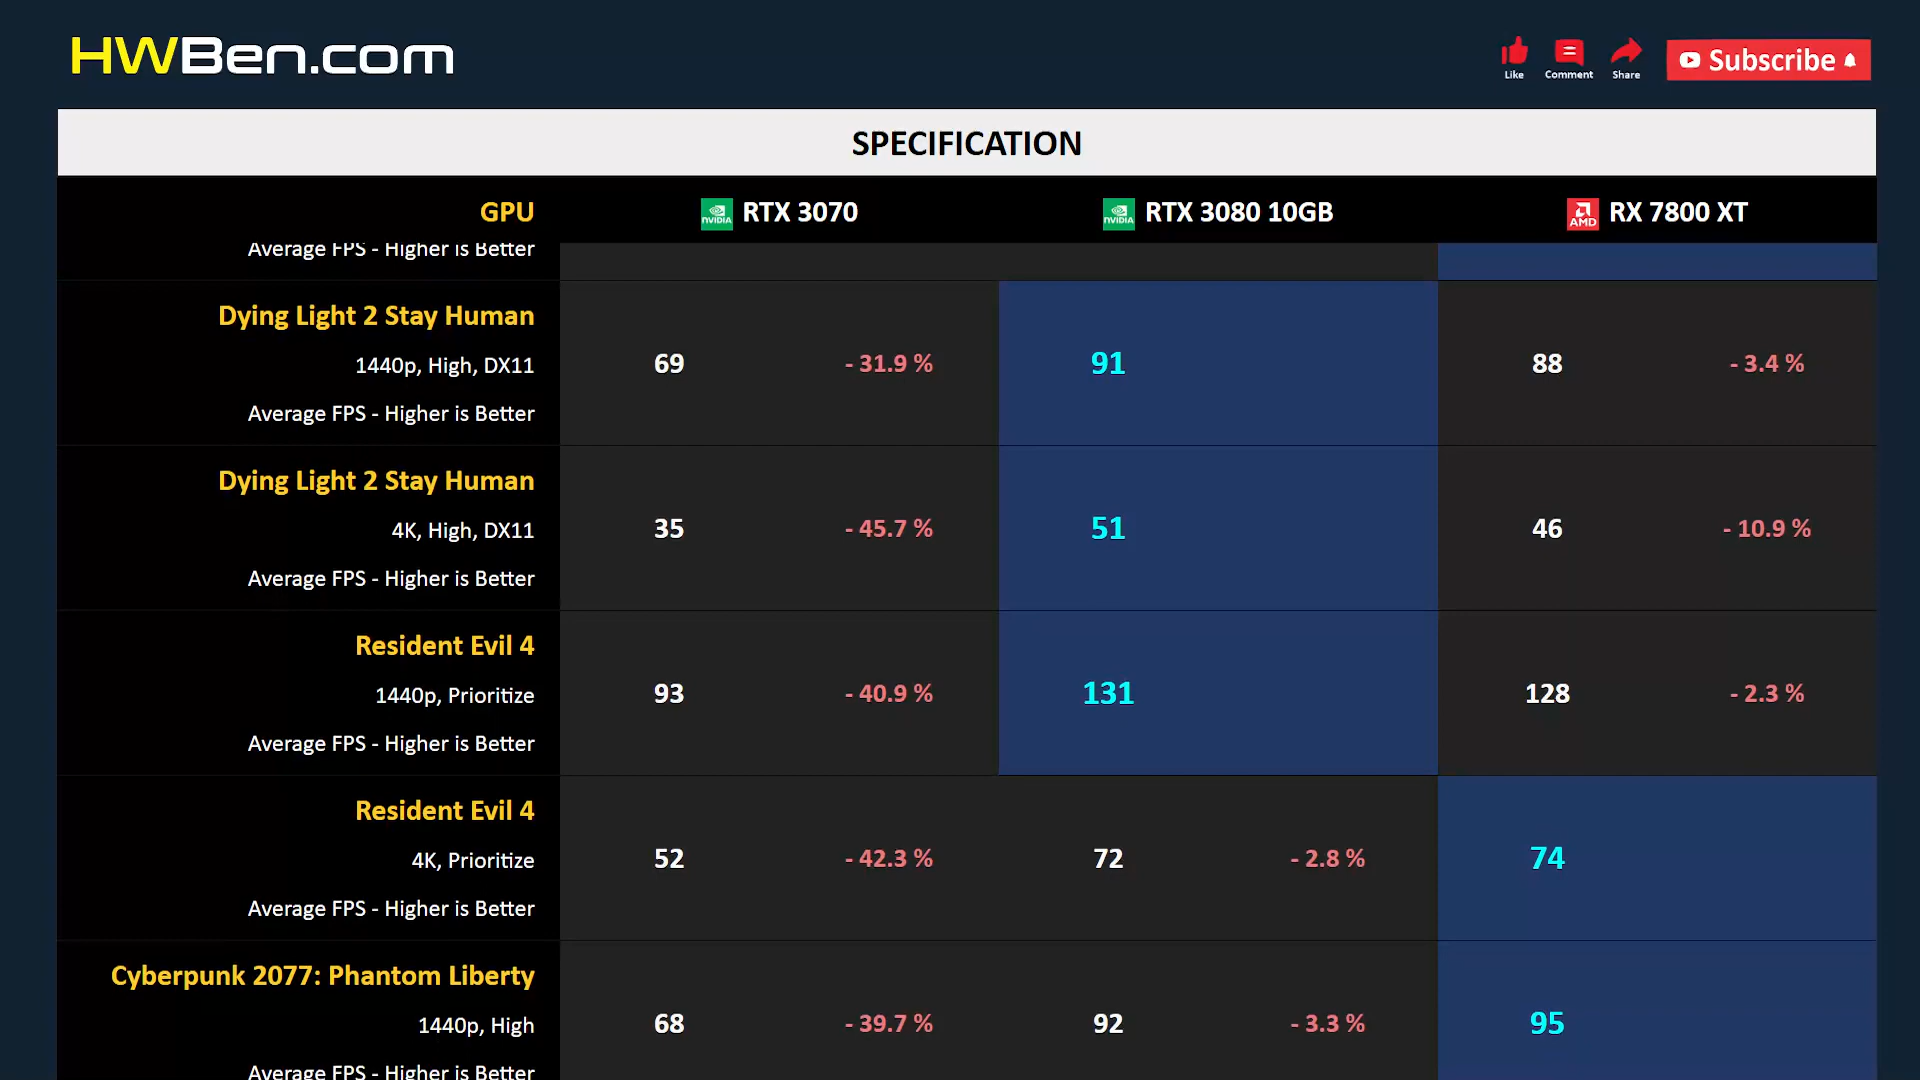 HWBen.com
Like
Comment
Share
Subscribe
SPECIFICATION
GPU
NVIDIA RTX 3070
NVIDIA RTX 3080 10GB
AMD RX 7800 XT
Average FPS - Higher is Better
Dying Light 2 Stay Human
1440p, High, DX11
Average FPS - Higher is Better
69 - 31.9 % 91 88 - 3.4 %
Dying Light 2 Stay Human
4K, High, DX11
Average FPS - Higher is Better
35 - 45.7 % 51 46 - 10.9 %
Resident Evil 4
1440p, Prioritize
Average FPS - Higher is Better
93 - 40.9 % 131 128 - 2.3 %
Resident Evil 4
4K, Prioritize
Average FPS - Higher is Better
52 - 42.3 % 72 - 2.8 % 74
Cyberpunk 2077: Phantom Liberty
1440p, High
Average FPS - Higher is Better
68 - 39.7 % 92 - 3.3 % 95